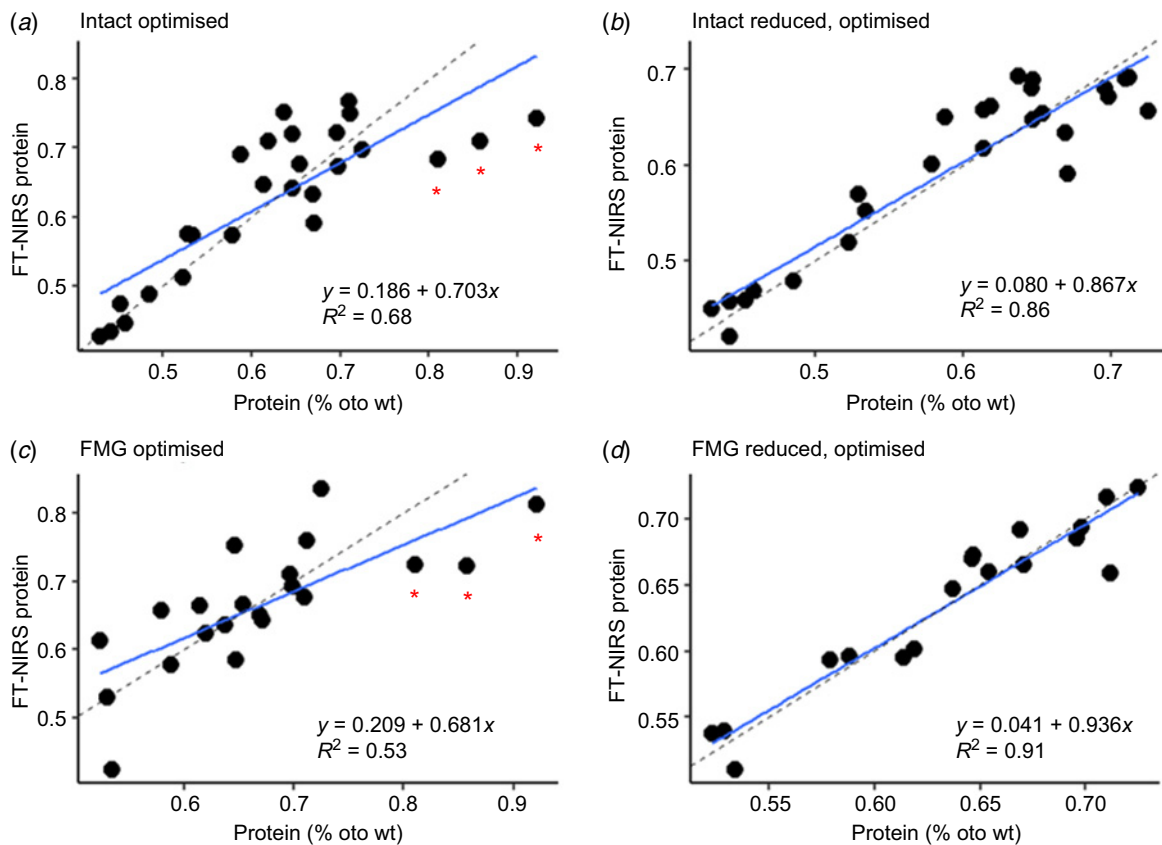 (a) Intact optimised
0.8
0.7
0.6
0.5
FT-NIRS protein
y = 0.186 + 0.703x
R² = 0.68
*
*
*
0.5 0.6 0.7 0.8 0.9
Protein (% oto wt)
(b) Intact reduced, optimised
0.7
0.6
0.5
FT-NIRS protein
y = 0.080 + 0.867x
R² = 0.86
0.5 0.6 0.7
Protein (% oto wt)
(c) FMG optimised
0.8
0.7
0.6
0.5
FT-NIRS protein
*
*
*
y = 0.209 + 0.681x
R² = 0.53
0.6 0.7 0.8 0.9
Protein (% oto wt)
(d) FMG reduced, optimised
0.70
0.65
0.60
0.55
FT-NIRS protein
y = 0.041 + 0.936x
R² = 0.91
0.55 0.60 0.65 0.70
Protein (% oto wt)